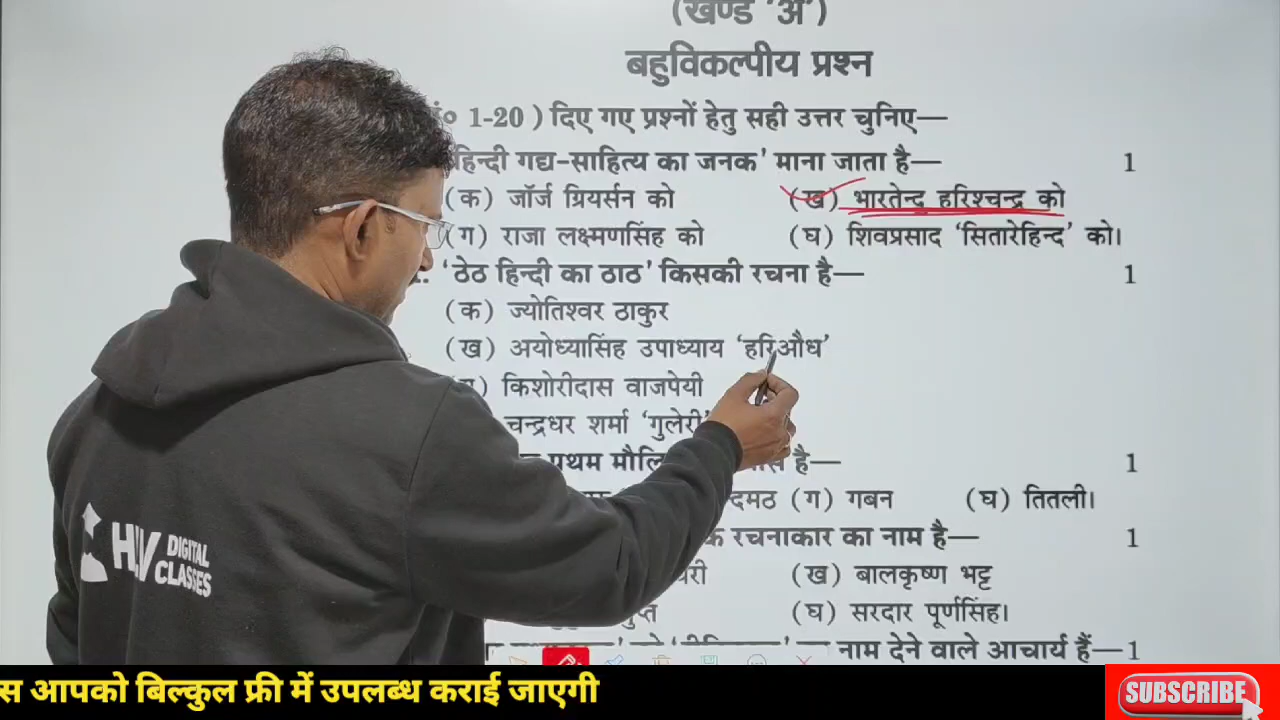 (खण्ड 'अ')
बहुविकल्पीय प्रश्न
1-20 ) दिए गए प्रश्नों हेतु सही उत्तर चुनिए—
हिन्दी गद्य-साहित्य का जनक' माना जाता है— 1
(क) जॉर्ज ग्रियर्सन को (ख) भारतेन्दु हरिश्चन्द्र को
(ग) राजा लक्ष्मणसिंह को (घ) शिवप्रसाद 'सितारेहिन्द' को।
'ठेठ हिन्दी का ठाठ' किसकी रचना है— 1
(क) ज्योतिश्वर ठाकुर
(ख) अयोध्यासिंह उपाध्याय 'हरिऔध'
किशोरीदास वाजपेयी
चन्द्रधर शर्मा 'गुलेरी'
प्रथम है— 1
(ग) गबन (घ) तितली।
रचनाकार का नाम है— 1
(ख) बालकृष्ण भट्ट
(घ) सरदार पूर्णसिंह।
नाम देने वाले आचार्य हैं—1
HV DIGITAL CLASSES
आपको बिल्कुल फ्री में उपलब्ध कराई जाएगी
SUBSCRIBE